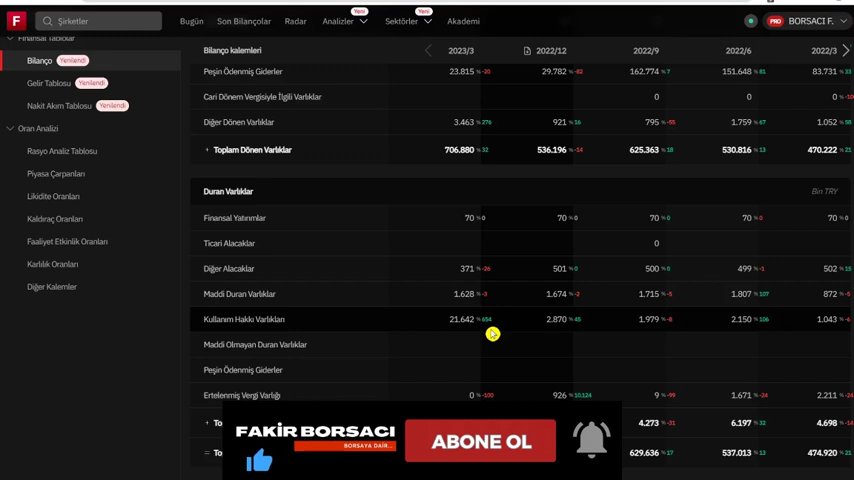 F Şirketler Bugün Son Bilançolar Radar Analizler Yeni Sektörler Yeni Akademi PRO BORSACI F.
Finansal Tablolar
Bilanço Yenilendi
Gelir Tablosu Yenilendi
Nakit Akım Tablosu Yenilendi
Oran Analizi
Rasyo Analiz Tablosu
Piyasa Çarpanları
Likidite Oranları
Kaldıraç Oranları
Faaliyet Etkinlik Oranları
Karlılık Oranları
Diğer Kalemler
Bilanço kalemleri 2023/3 2022/12 2022/9 2022/6 2022/3
Peşin Ödenmiş Giderler 23.815 %-20 29.782 %-82 162.774 %7 151.648 %81 83.731 %33
Cari Dönem Vergisiyle İlgili Varlıklar 0 0 0 %-100
Diğer Dönen Varlıklar 3.463 %276 921 %16 795 %-55 1.759 %67 1.052 %58
+ Toplam Dönen Varlıklar 706.880 %32 536.196 %-14 625.363 %18 530.816 %13 470.222 %21
Duran Varlıklar Bin TRY
Finansal Yatırımlar 70 %0 70 %0 70 %0 70 %0 70 %0
Ticari Alacaklar 0
Diğer Alacaklar 371 %-26 501 %0 500 %0 499 %-1 502 %15
Maddi Duran Varlıklar 1.628 %-3 1.674 %-2 1.715 %-5 1.807 %107 872 %-5
Kullanım Hakkı Varlıkları 21.642 %654 2.870 %45 1.979 %-8 2.150 %106 1.043 %-6
Maddi Olmayan Duran Varlıklar
Peşin Ödenmiş Giderler
Ertelenmiş Vergi Varlığı 0 %-100 926 %10.124 9 %-99 1.671 %-24 2.211 %-24
+ To 4.273 %-31 6.197 %32 4.698 %-14
= To 629.636 %17 537.013 %13 474.920 %21
FAKİR BORSACI
BORSAYA DAİR...
ABONE OL